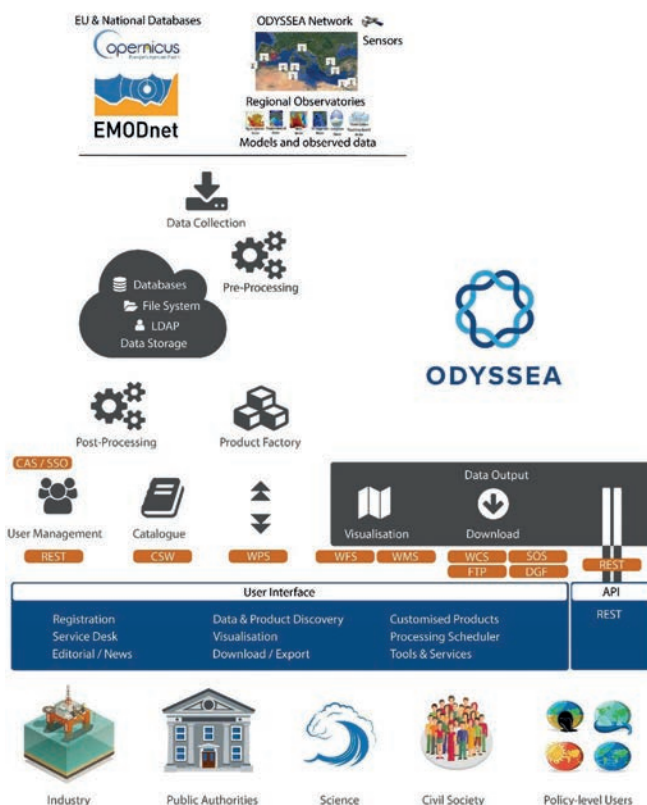 EU & National Databases
ODYSSEA Network
Sensors
Copernicus
EMODnet
Regional Observatories
Models and observed data
Data Collection
Pre-Processing
Databases
File System
LDAP
Data Storage
ODYSSEA
Post-Processing
Product Factory
CAS / SSO
Data Output
User Management
Catalogue
Visualisation
Download
REST
CSW
WPS
WFS
WMS
WCS
SOS
FTP
DGF
REST
User Interface
API
Registration
Data & Product Discovery
Customised Products
REST
Service Desk
Visualisation
Processing Scheduler
Editorial / News
Download / Export
Tools & Services
Industry
Public Authorities
Science
Civil Society
Policy-level Users